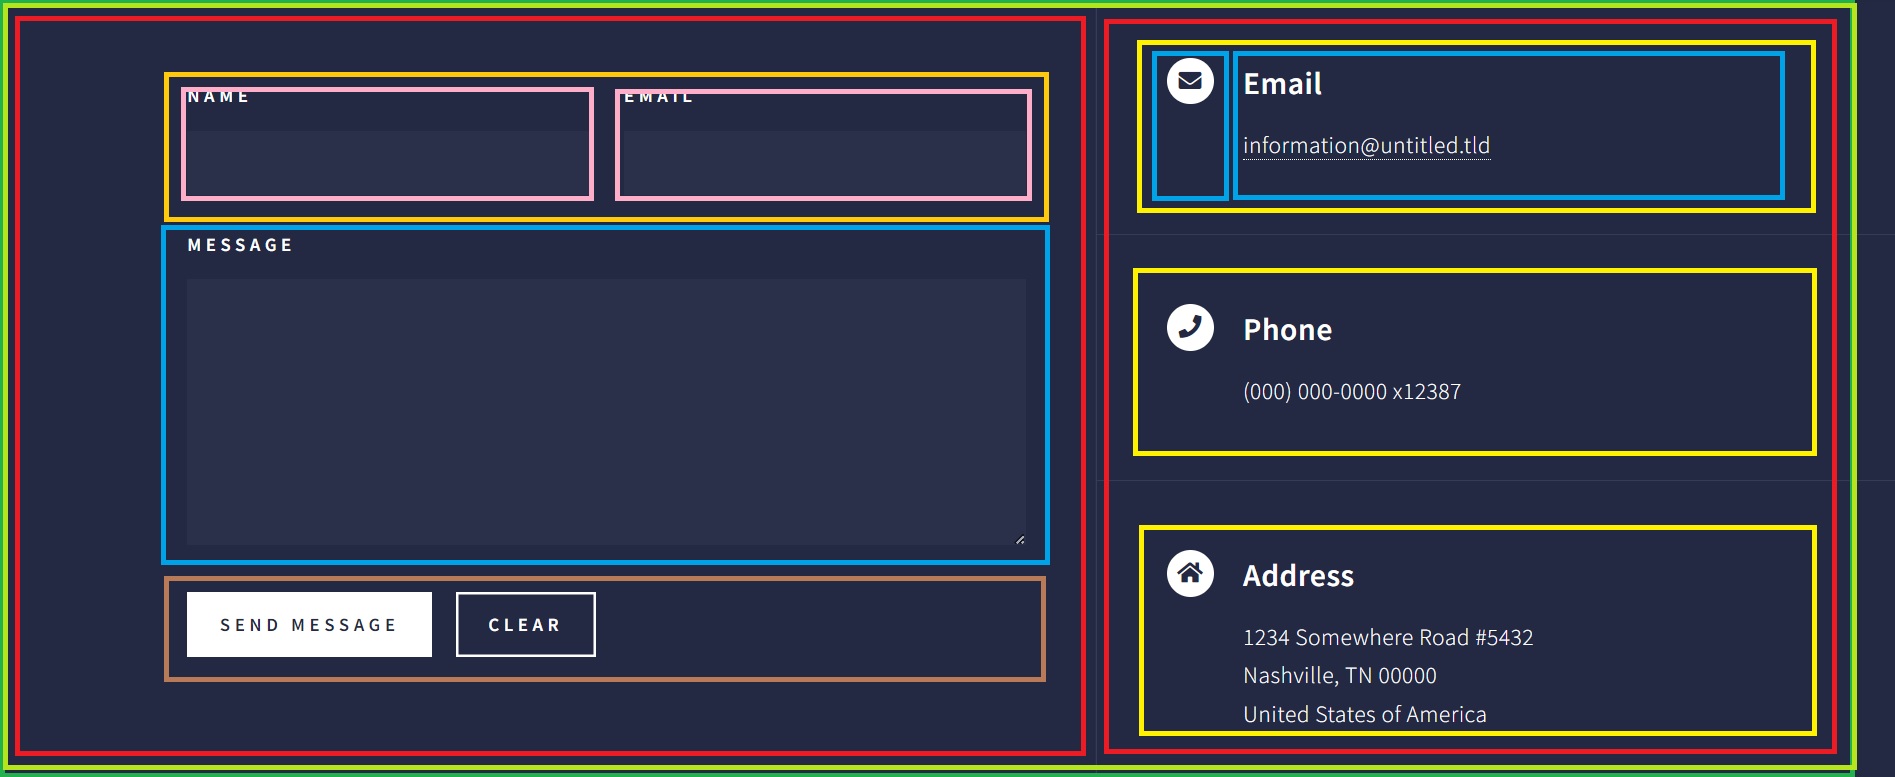 NAME
EMAIL
MESSAGE
SEND MESSAGE
CLEAR
Email
information@untitled.tld
Phone
(000) 000-0000 x12387
Address
1234 Somewhere Road #5432
Nashville, TN 00000
United States of America